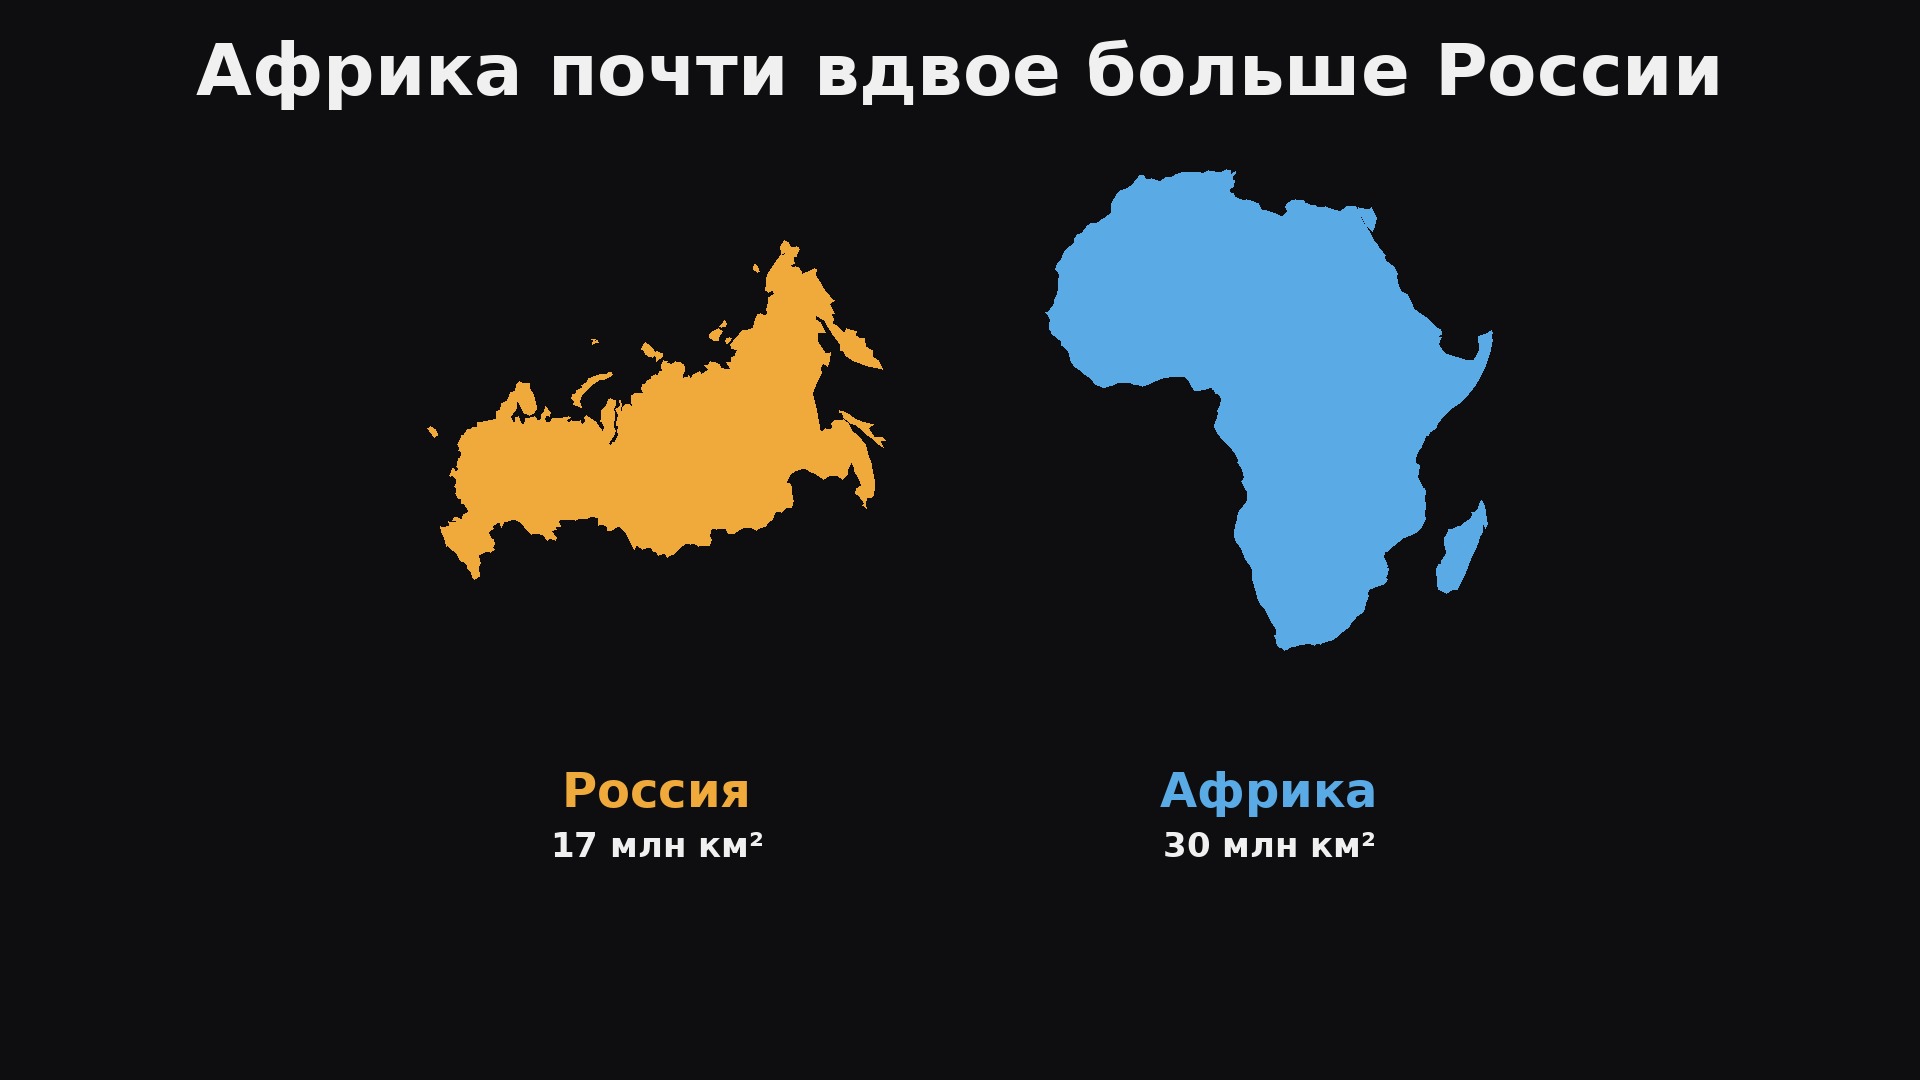 Африка почти вдвое больше России
Россия
17 млн км²
Африка
30 млн км²